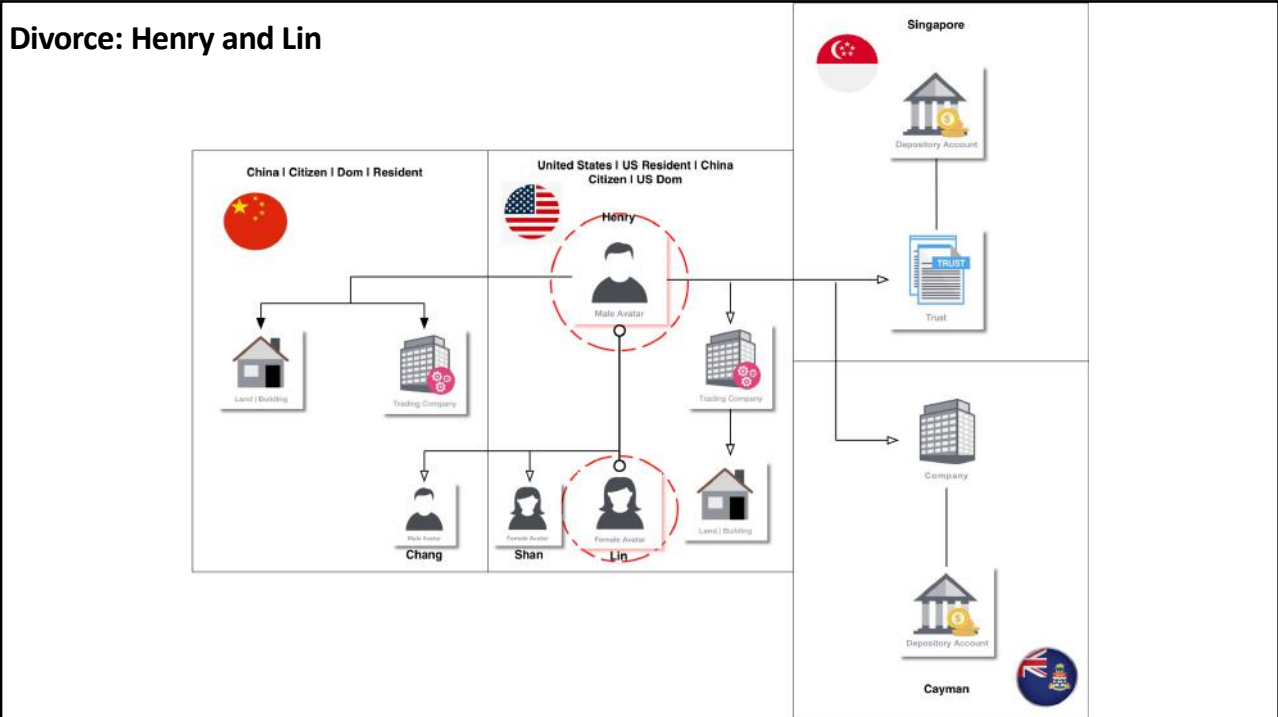 Divorce: Henry and Lin
Singapore
Depository Account
China I Citizen I Dom I Resident
United States I US Resident I China
Citizen I US Dom
Henry
TRUST
Male Avatar
Trust
Land | Building
Trading Company
Trading Company
Company
Male Avatar
Female Avatar
Female Avatar
Land | Building
Chang
Shan
Lin
Depository Account
Cayman